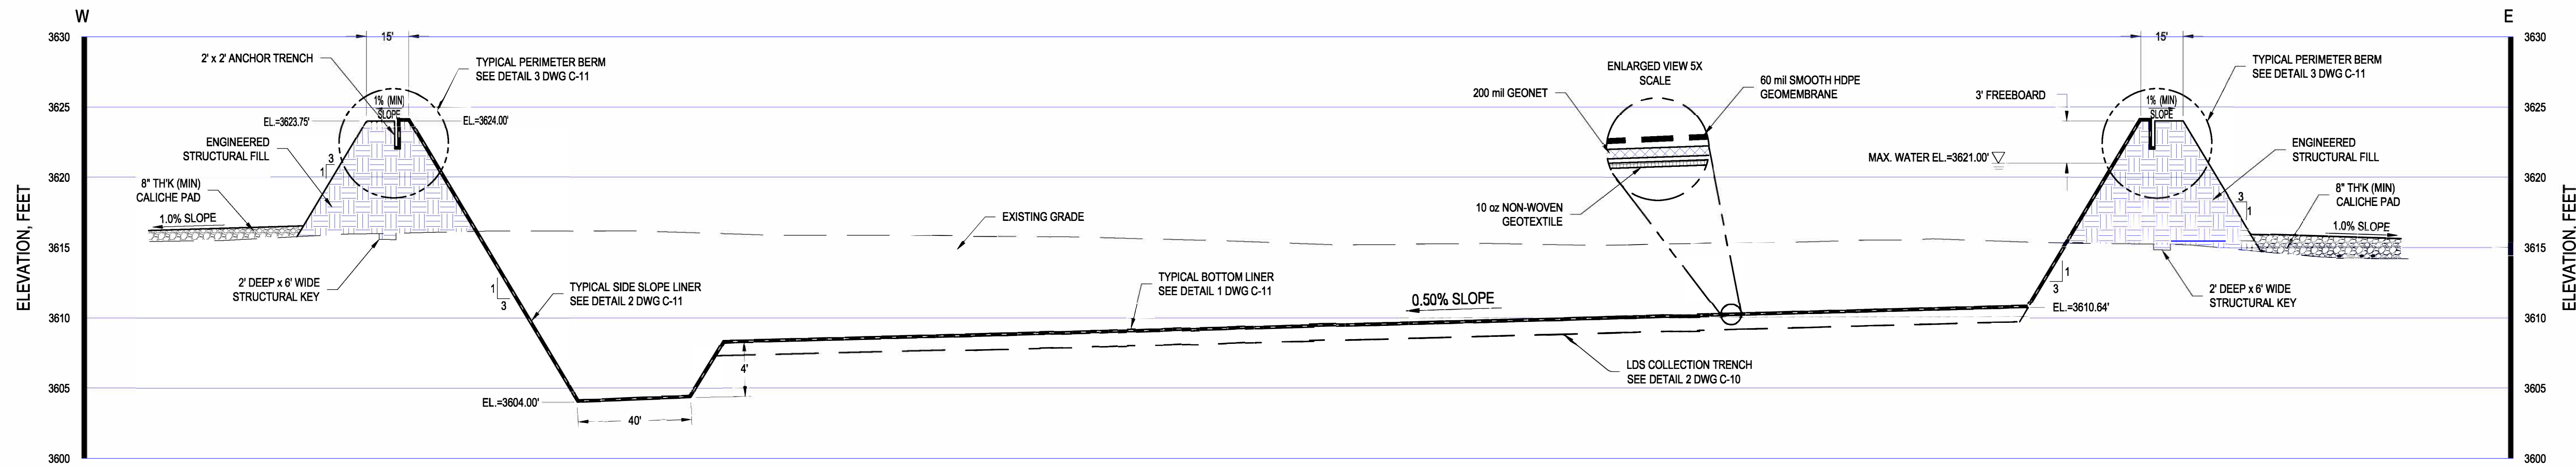 W
E
3630
15'
15'
3630
2' x 2' ANCHOR TRENCH
TYPICAL PERIMETER BERM
SEE DETAIL 3 DWG C-11
ENLARGED VIEW 5X
SCALE
60 mil SMOOTH HDPE
GEOMEMBRANE
200 mil GEONET
3' FREEBOARD
TYPICAL PERIMETER BERM
SEE DETAIL 3 DWG C-11
3625
1% (MIN)
SLOPE
1% (MIN)
SLOPE
3625
EL.=3623.75'
EL.=3624.00'
ENGINEERED
STRUCTURAL FILL
3
1
MAX. WATER EL.=3621.00'
ENGINEERED
STRUCTURAL FILL
3620
3620
8" TH'K (MIN)
CALICHE PAD
1.0% SLOPE
10 oz NON-WOVEN
GEOTEXTILE
3
1
8" TH'K (MIN)
CALICHE PAD
1.0% SLOPE
EXISTING GRADE
ELEVATION, FEET
ELEVATION, FEET
3615
3615
2' DEEP x 6' WIDE
STRUCTURAL KEY
1
3
TYPICAL SIDE SLOPE LINER
SEE DETAIL 2 DWG C-11
TYPICAL BOTTOM LINER
SEE DETAIL 1 DWG C-11
0.50% SLOPE
1
3
EL.=3610.64'
2' DEEP x 6' WIDE
STRUCTURAL KEY
3610
3610
4'
LDS COLLECTION TRENCH
SEE DETAIL 2 DWG C-10
3605
3605
EL.=3604.00'
40'
3600
3600